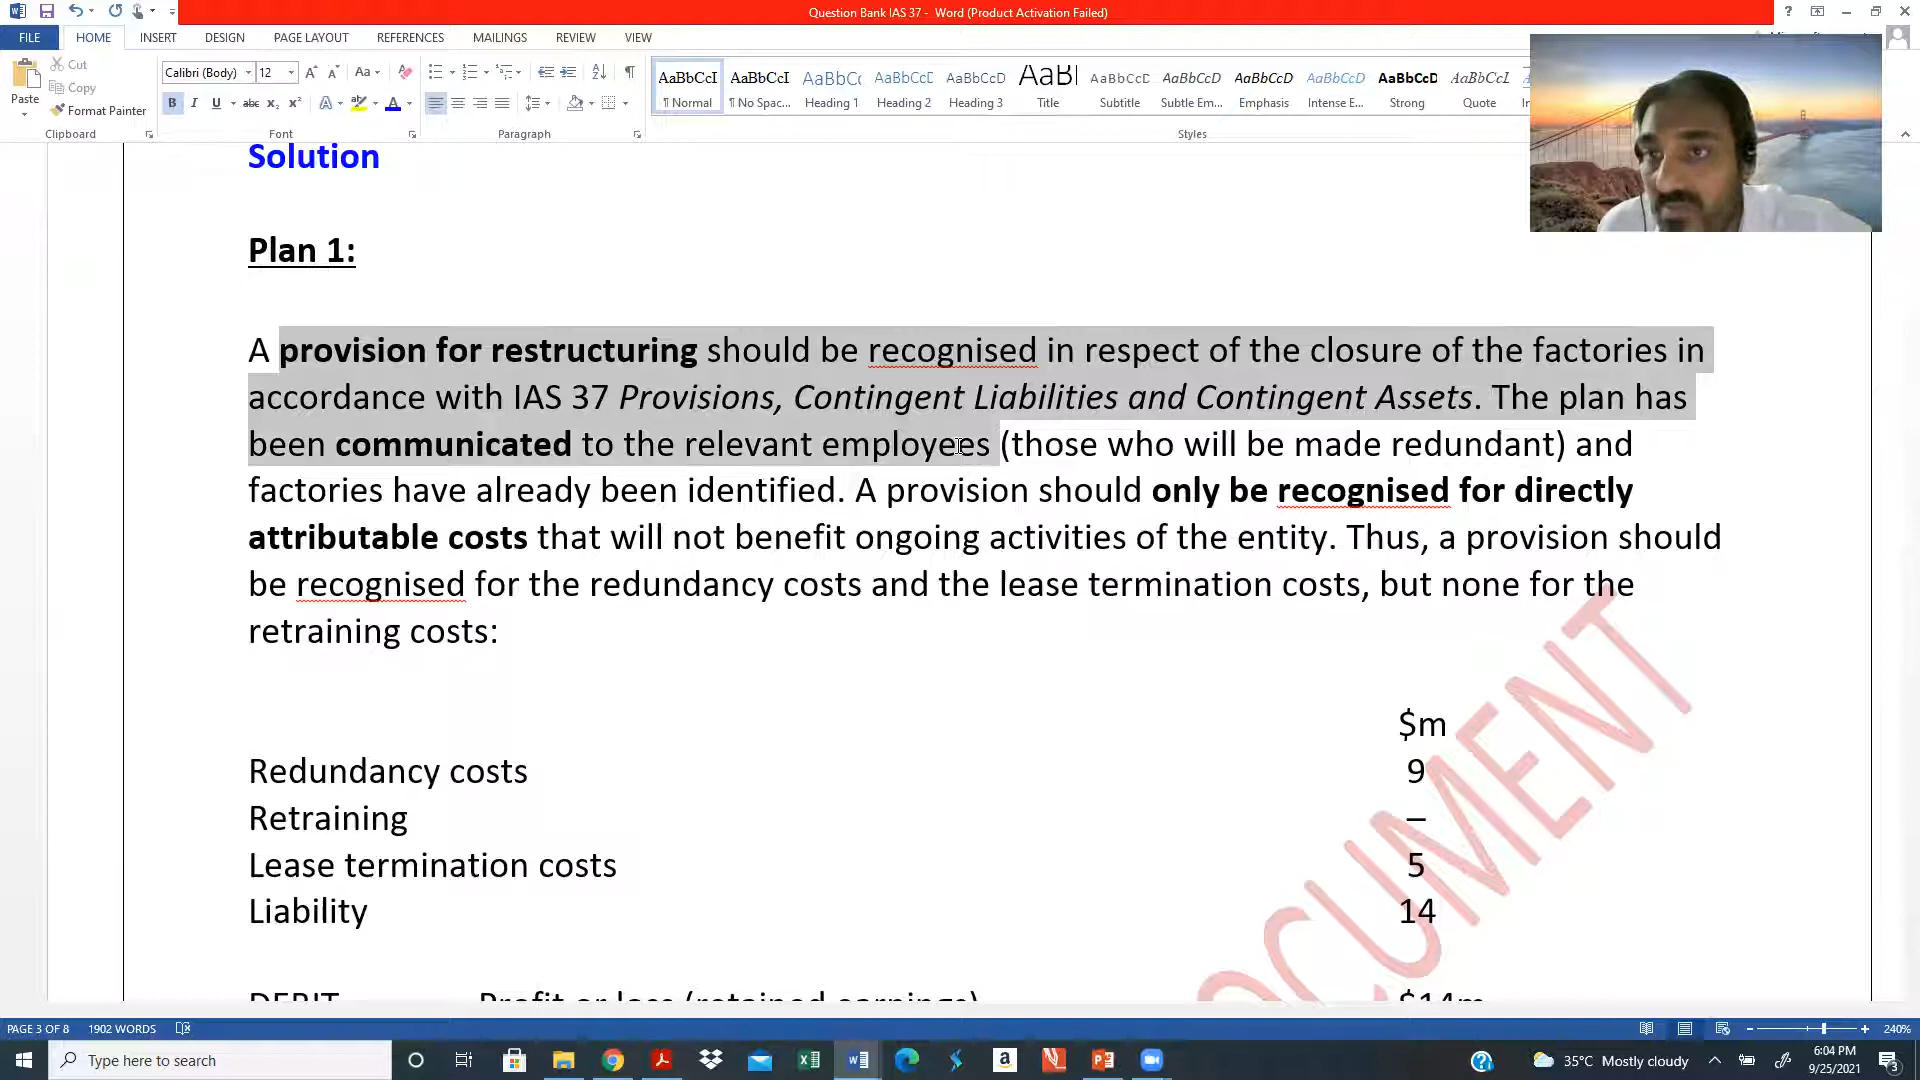 Question Bank IAS 37 - Word (Product Activation Failed)
FILE HOME INSERT DESIGN PAGE LAYOUT REFERENCES MAILINGS REVIEW VIEW
Paste
Cut
Copy
Format Painter
Clipboard
Calibri (Body) 12
Font
Paragraph
AaBbCcI AaBbCcI AaBbCc AaBbCcD AaBbCcD AaBl AaBbCcD AaBbCcD AaBbCcD AaBbCcD AaBbCcD AaBbCcL
¶ Normal ¶ No Spac... Heading 1 Heading 2 Heading 3 Title Subtitle Subtle Em... Emphasis Intense E... Strong Quote
Styles
Solution
Plan 1:
A provision for restructuring should be recognised in respect of the closure of the factories in
accordance with IAS 37 Provisions, Contingent Liabilities and Contingent Assets. The plan has
been communicated to the relevant employees (those who will be made redundant) and
factories have already been identified. A provision should only be recognised for directly
attributable costs that will not benefit ongoing activities of the entity. Thus, a provision should
be recognised for the redundancy costs and the lease termination costs, but none for the
retraining costs:
$m
Redundancy costs 9
Retraining –
Lease termination costs 5
Liability 14
DEBIT Profit or loss (retained earnings) $14m
CUMENT
PAGE 3 OF 8 1902 WORDS 240%
Type here to search
35°C Mostly cloudy
6:04 PM
9/25/2021
3